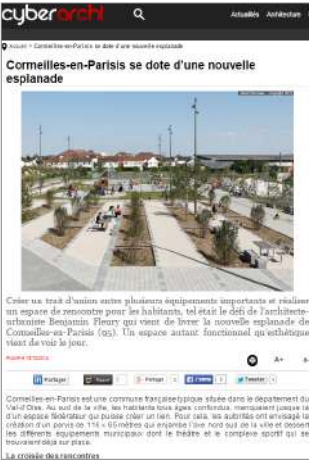 cyberarchi
Actualités Architecture
Accueil > Cormeilles-en-Parisis se dote d'une nouvelle esplanade
Cormeilles-en-Parisis se dote d'une nouvelle
esplanade
Créer un trait d'union entre plusieurs équipements importants et réaliser
un espace de rencontre pour les habitants, tel était le défi de l'architecte-
urbaniste Benjamin Fleury qui vient de livrer la nouvelle esplanade de
Cormeilles-en-Parisis (95). Un espace autant fonctionnel qu'esthétique
vient de voir le jour.
A+
Partager
Partager
J'aime
Tweeter
Cormeilles-en-Parisis est une commune française typique située dans le département du
Val-d'Oise. Au sud de la ville, les habitants tous âges confondus, manquaient jusque là
d'un espace fédérateur qui puisse créer un lien. Pour cela, les autorités ont envisagé la
création d'un parvis de 116 x 65 mètres qui enjambe l'axe nord sud de la ville et dessert
les différents équipements municipaux dont le théâtre et le complexe sportif qui se
trouvaient déjà sur place.
La croisée des rencontres